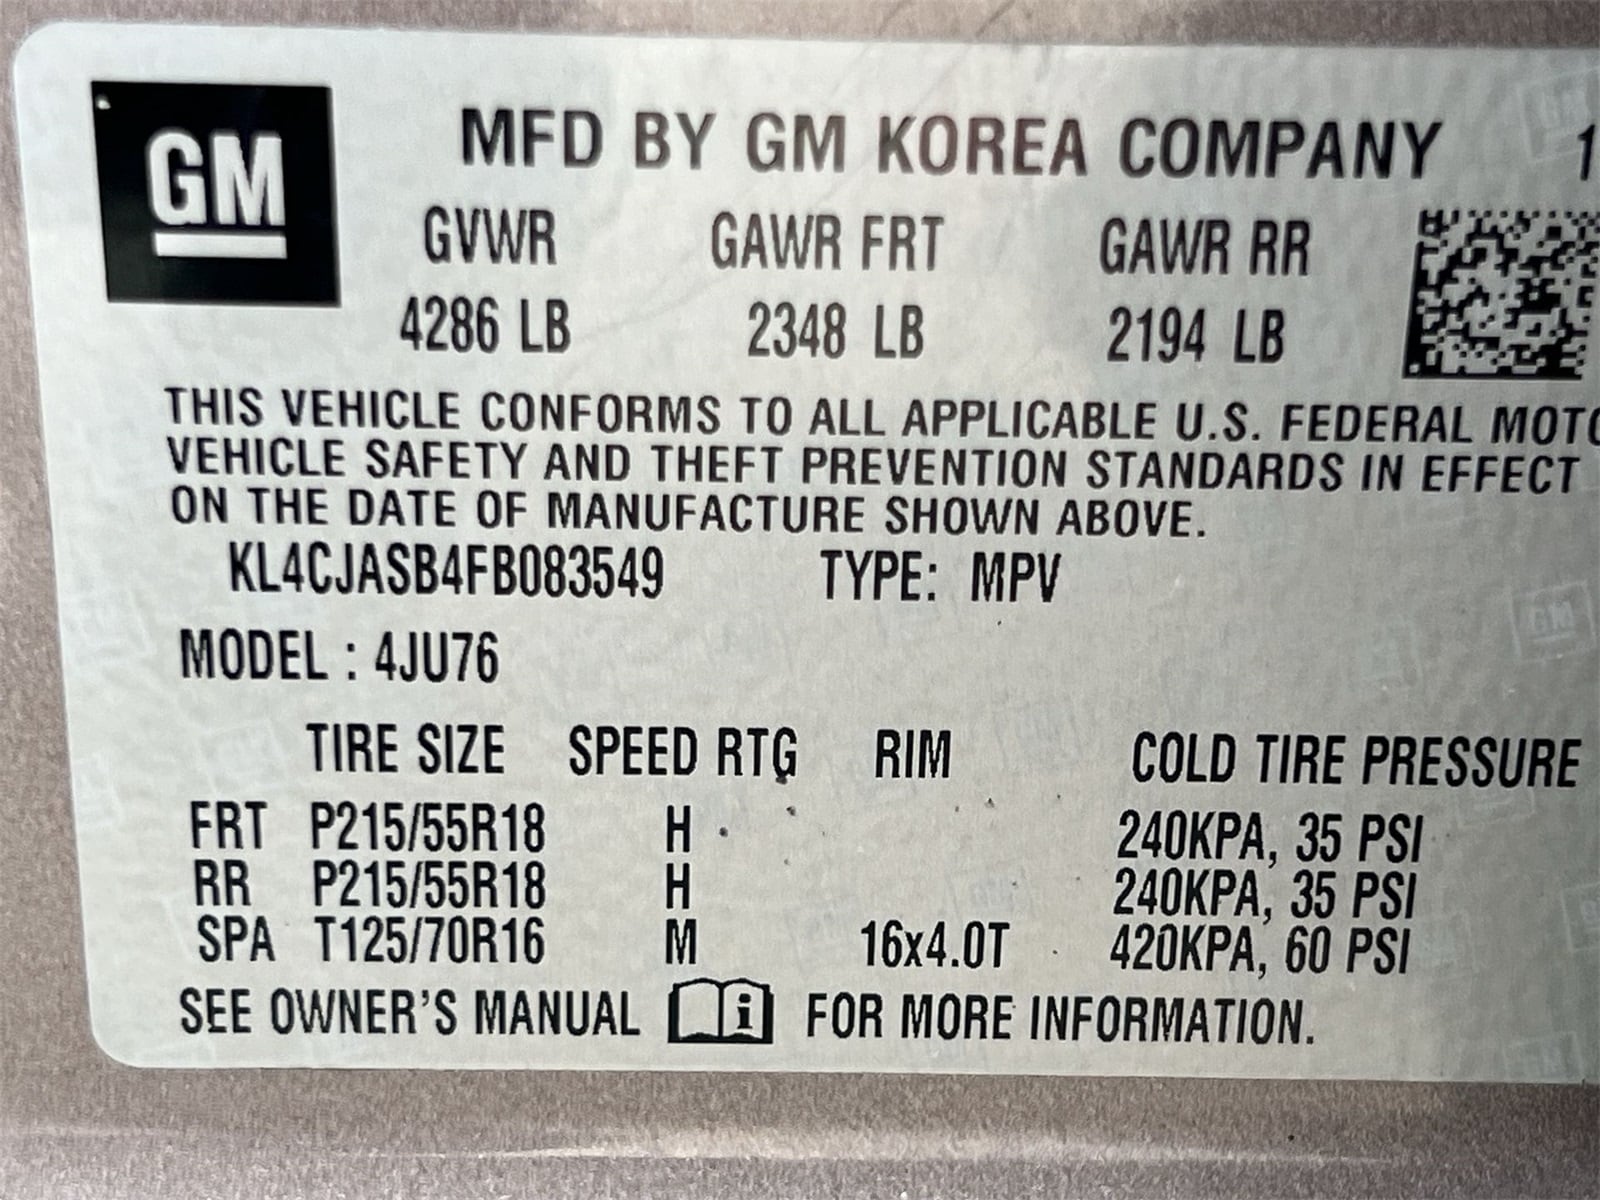 GM
MFD BY GM KOREA COMPANY 1
GVWR GAWR FRT GAWR RR
4286 LB 2348 LB 2194 LB
THIS VEHICLE CONFORMS TO ALL APPLICABLE U.S. FEDERAL MOTO
VEHICLE SAFETY AND THEFT PREVENTION STANDARDS IN EFFECT
ON THE DATE OF MANUFACTURE SHOWN ABOVE.
KL4CJASB4FB083549 TYPE: MPV
MODEL : 4JU76
TIRE SIZE SPEED RTG RIM COLD TIRE PRESSURE
FRT P215/55R18 H 240KPA, 35 PSI
RR P215/55R18 H 240KPA, 35 PSI
SPA T125/70R16 M 16x4.0T 420KPA, 60 PSI
SEE OWNER'S MANUAL i FOR MORE INFORMATION.